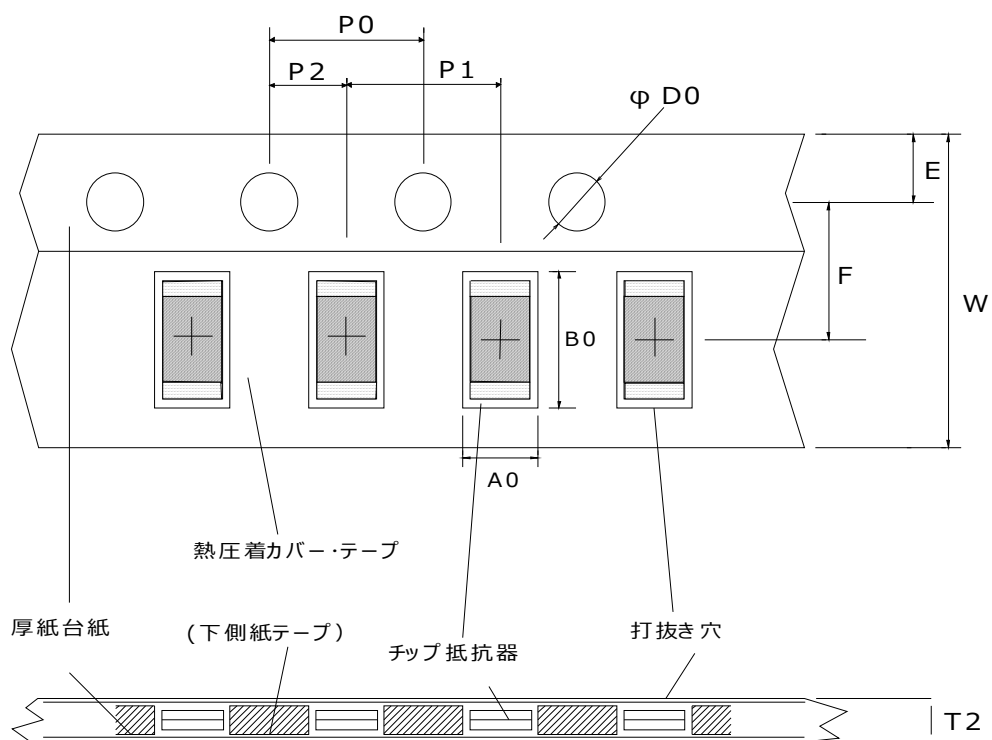 P0
P2
P1
φ D0
E
F
W
B0
A0
熱圧着カバー・テープ
厚紙台紙
(下側紙テープ)
チップ抵抗器
打抜き穴
T2